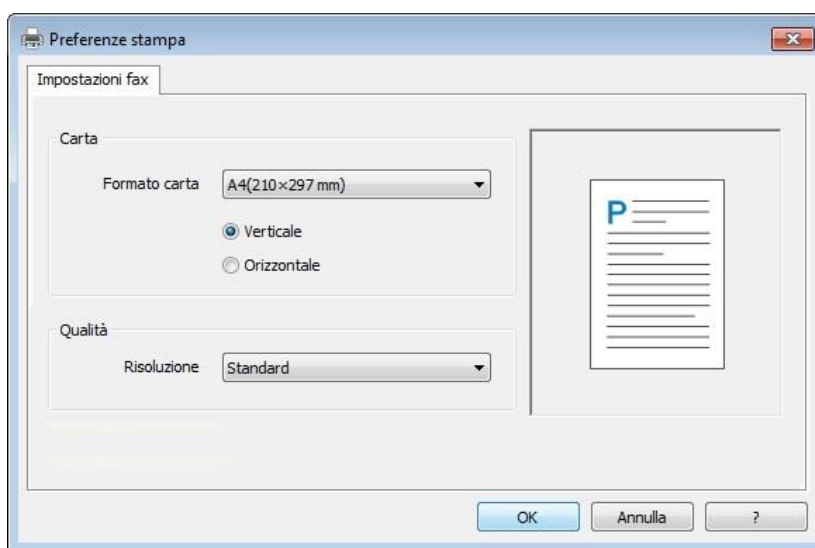 Preferenze stampa
Impostazioni fax
Carta
Formato carta A4(210×297 mm)
Verticale
Orizzontale
P
Qualità
Risoluzione Standard
OK Annulla ?